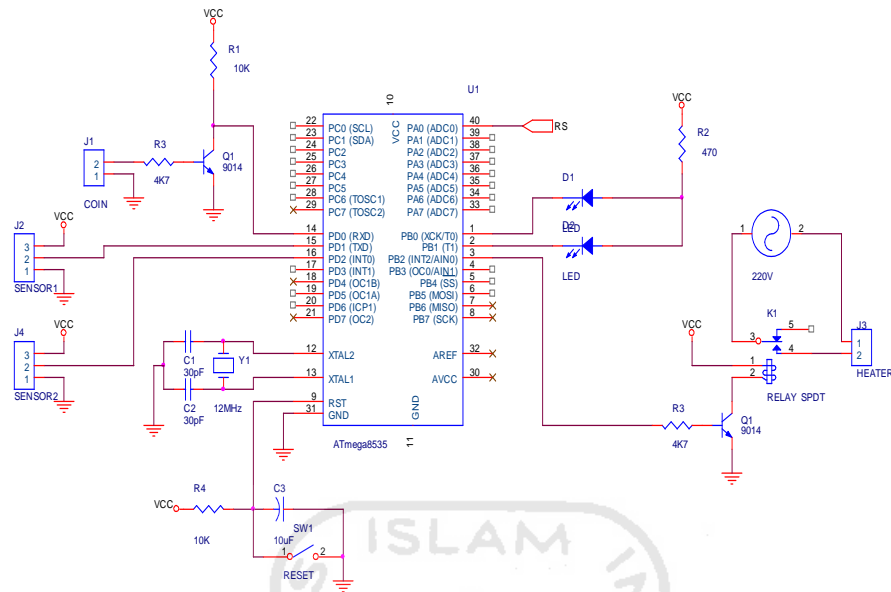 VCC
R1
10K
J1
2
1
COIN
R3
4K7
Q1
9014
J2
VCC
3
2
1
SENSOR1
J4
VCC
3
2
1
SENSOR2
C1
30pF
C2
30pF
Y1
12MHz
U1
10
VCC
22 PC0 (SCL)
23 PC1 (SDA)
24 PC2
25 PC3
26 PC4
27 PC5
28 PC6 (TOSC1)
29 PC7 (TOSC2)
14 PD0 (RXD)
15 PD1 (TXD)
16 PD2 (INT0)
17 PD3 (INT1)
18 PD4 (OC1B)
19 PD5 (OC1A)
20 PD6 (ICP1)
21 PD7 (OC2)
12 XTAL2
13 XTAL1
9 RST
31 GND
PA0 (ADC0) 40
PA1 (ADC1) 39
PA2 (ADC2) 38
PA3 (ADC3) 37
PA4 (ADC4) 36
PA5 (ADC5) 35
PA6 (ADC6) 34
PA7 (ADC7) 33
PB0 (XCK/T0) 1
PB1 (T1) 2
PB2 (INT2/AIN0) 3
PB3 (OC0/AIN1) 4
PB4 (SS) 5
PB5 (MOSI) 6
PB6 (MISO) 7
PB7 (SCK) 8
AREF 32
AVCC 30
GND
11
ATmega8535
RS
VCC
R2
470
D1
LED
D2
LED
1
2
220V
VCC
K1
3
5
4
1
2
RELAY SPDT
J3
1
2
HEATER
R3
4K7
Q1
9014
VCC
R4
10K
C3
10uF
SW1
1
2
RESET
ISLAM